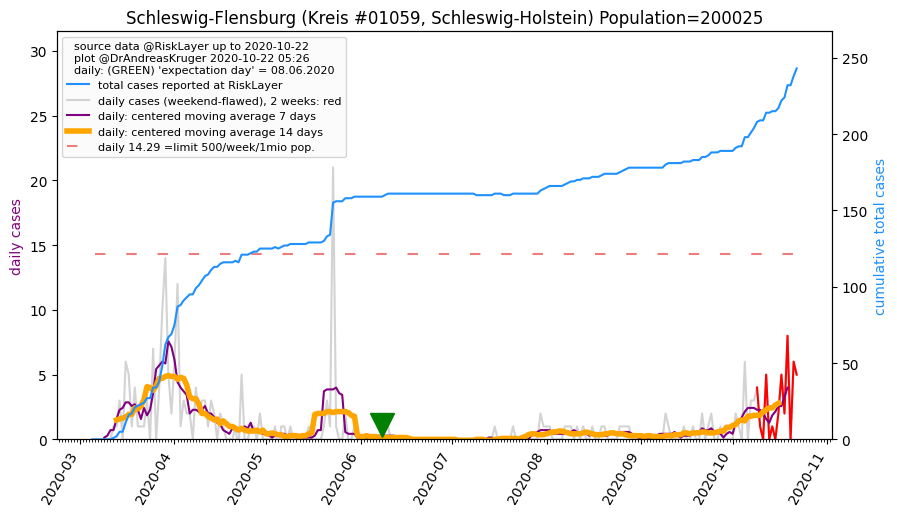 Schleswig-Flensburg (Kreis #01059, Schleswig-Holstein) Population=200025
source data @RiskLayer up to 2020-10-22
plot @DrAndreasKruger 2020-10-22 05:26
daily: (GREEN) 'expectation day' = 08.06.2020
total cases reported at RiskLayer
daily cases (weekend-flawed), 2 weeks: red
daily: centered moving average 7 days
daily: centered moving average 14 days
daily 14.29 =limit 500/week/1mio pop.
daily cases
30
25
20
15
10
5
0
cumulative total cases
250
200
150
100
50
0
2020-03
2020-04
2020-05
2020-06
2020-07
2020-08
2020-09
2020-10
2020-11